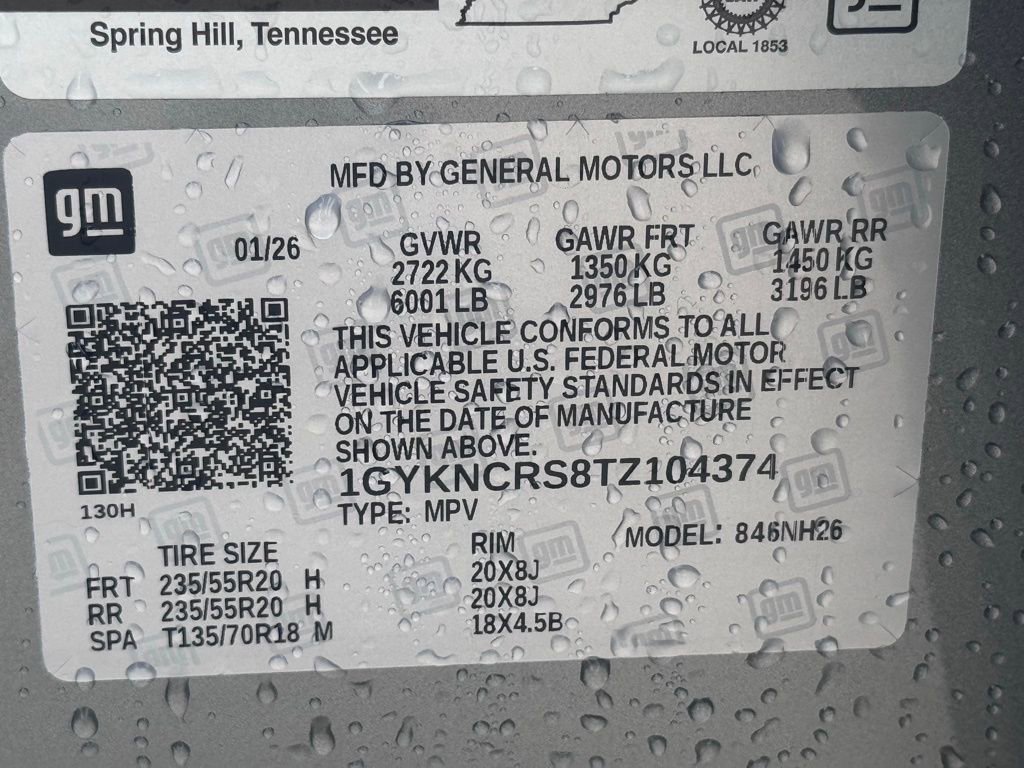 Spring Hill, Tennessee
LOCAL 1853
gm
MFD BY GENERAL MOTORS LLC
01/26
GVWR GAWR FRT GAWR RR
2722 KG 1350 KG 1450 KG
6001 LB 2976 LB 3196 LB
THIS VEHICLE CONFORMS TO ALL
APPLICABLE U.S. FEDERAL MOTOR
VEHICLE SAFETY STANDARDS IN EFFECT
ON THE DATE OF MANUFACTURE
SHOWN ABOVE.
1GYKNCRS8TZ104374
130H
TYPE: MPV MODEL: 846NH26
TIRE SIZE RIM
FRT 235/55R20 H 20X8J
RR 235/55R20 H 20X8J
SPA T135/70R18 M 18X4.5B